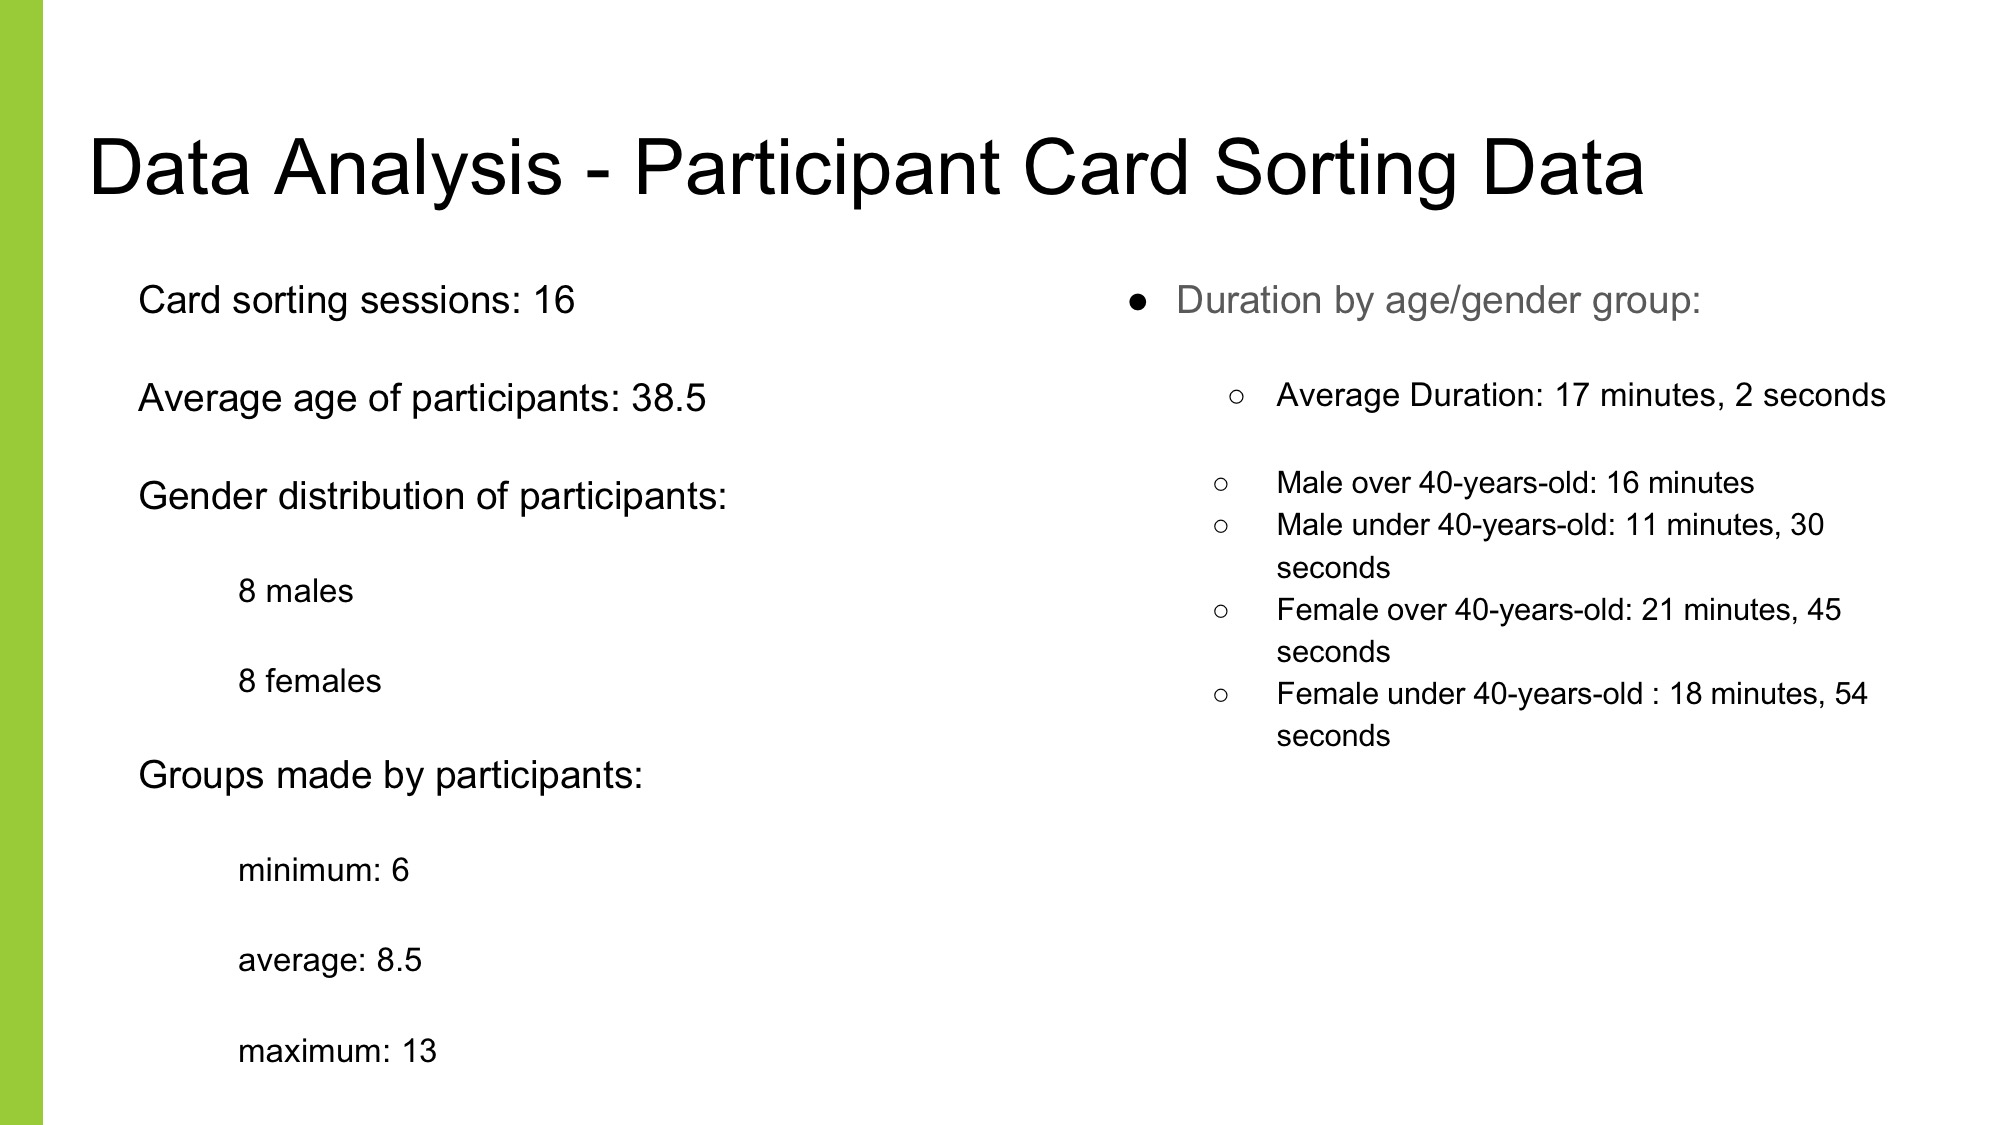 Data Analysis - Participant Card Sorting Data
Card sorting sessions: 16
Average age of participants: 38.5
Gender distribution of participants:
8 males
8 females
Groups made by participants:
minimum: 6
average: 8.5
maximum: 13
● Duration by age/gender group:
○ Average Duration: 17 minutes, 2 seconds
○ Male over 40-years-old: 16 minutes
○ Male under 40-years-old: 11 minutes, 30
seconds
○ Female over 40-years-old: 21 minutes, 45
seconds
○ Female under 40-years-old : 18 minutes, 54
seconds